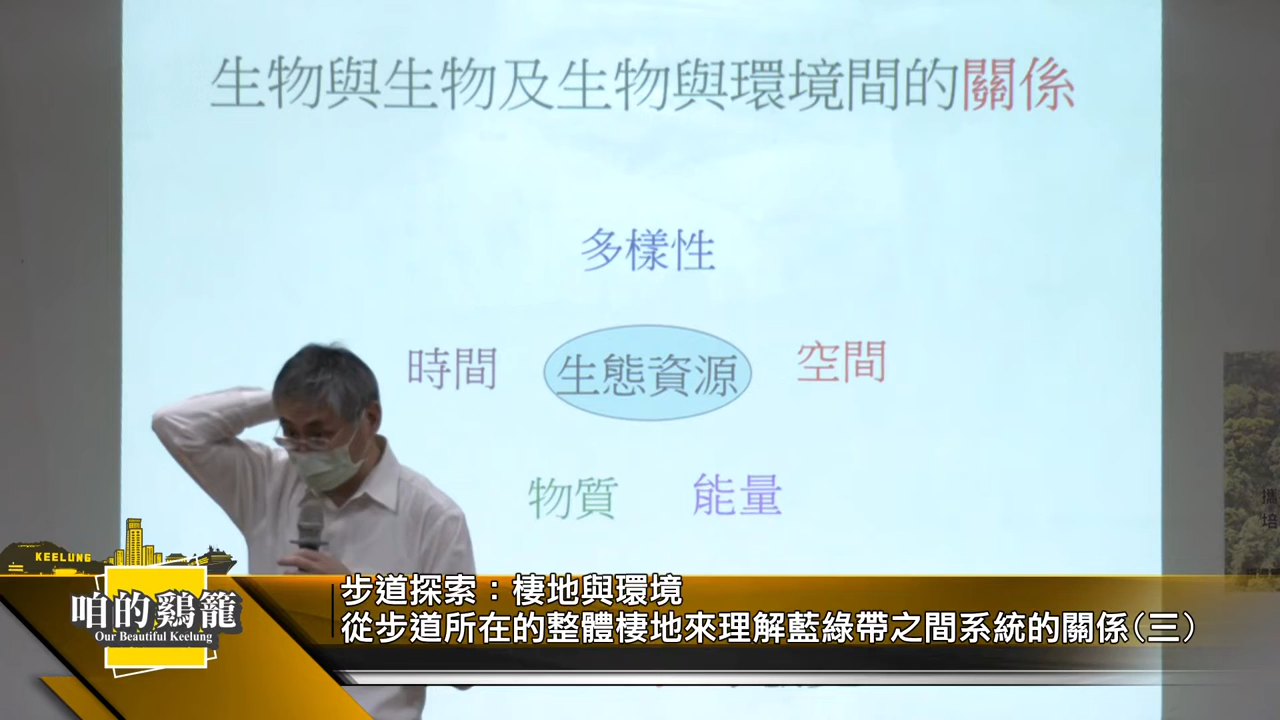 生物與生物及生物與環境間的關係
多樣性
時間
生態資源
空間
物質
能量
KEELUNG
咱的鷄籠
Our Beautiful Keelung
步道探索：棲地與環境
從步道所在的整體棲地來理解藍綠帶之間系統的關係(三)